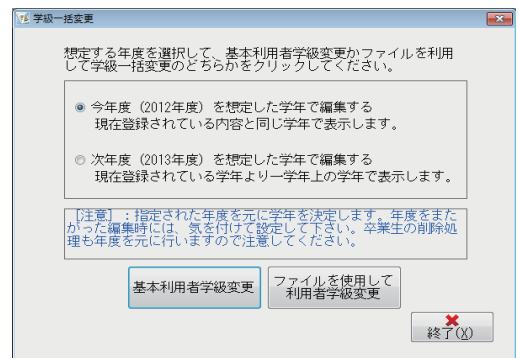 学級一括変更
想定する年度を選択して、基本利用者学級変更かファイルを利用
して学級一括変更のどちらかをクリックしてください。
今年度（2012年度）を想定した学年で編集する
現在登録されている内容と同じ学年で表示します。
次年度（2013年度）を想定した学年で編集する
現在登録されている学年より一学年上の学年で表示します。
［注意］：指定された年度を元に学年を決定します。年度をまた
がった編集時には、気を付けて設定して下さい。卒業生の削除処
理も年度を元に行いますので注意してください。
基本利用者学級変更
ファイルを使用して
利用者学級変更
終了(X)